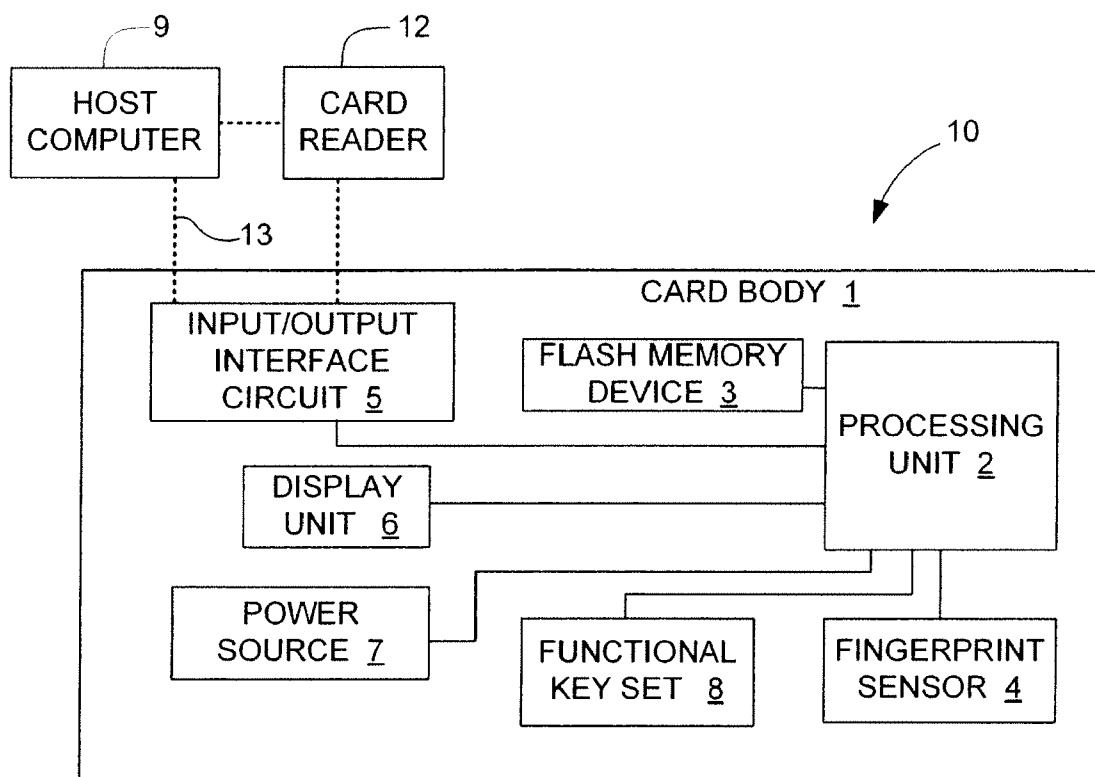 9
12
HOST
COMPUTER
CARD
READER
10
13
CARD BODY 1
INPUT/OUTPUT
INTERFACE
CIRCUIT 5
FLASH MEMORY
DEVICE 3
PROCESSING
UNIT 2
DISPLAY
UNIT 6
POWER
SOURCE 7
FUNCTIONAL
KEY SET 8
FINGERPRINT
SENSOR 4